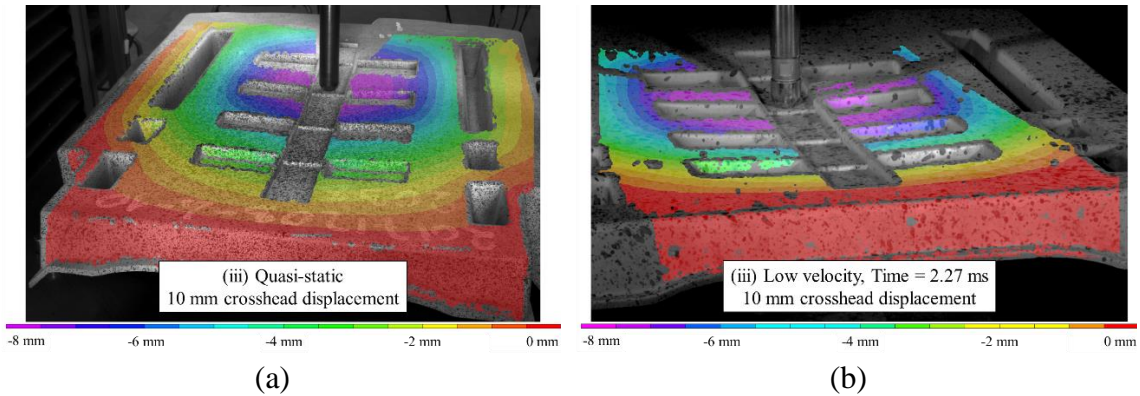 (iii) Quasi-static
10 mm crosshead displacement
-8 mm -6 mm -4 mm -2 mm 0 mm
(a)
(iii) Low velocity, Time = 2.27 ms
10 mm crosshead displacement
-8 mm -6 mm -4 mm -2 mm 0 mm
(b)